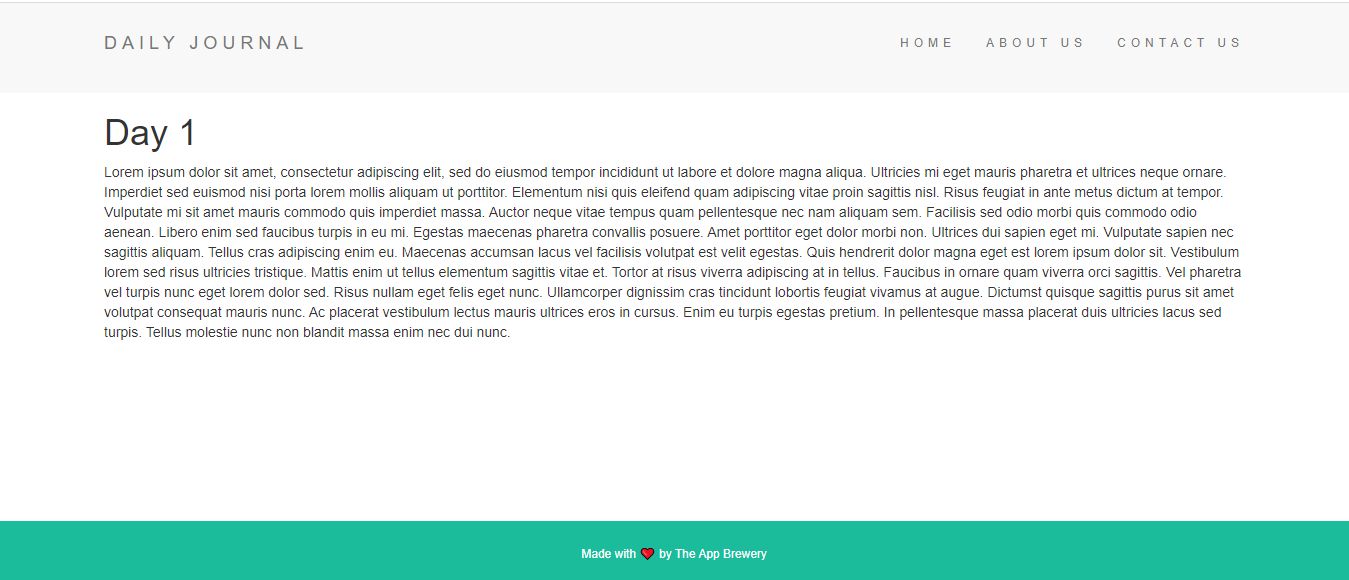 DAILY JOURNAL
HOME ABOUT US CONTACT US
Day 1
Lorem ipsum dolor sit amet, consectetur adipiscing elit, sed do eiusmod tempor incididunt ut labore et dolore magna aliqua. Ultricies mi eget mauris pharetra et ultrices neque ornare.
Imperdiet sed euismod nisi porta lorem mollis aliquam ut porttitor. Elementum nisi quis eleifend quam adipiscing vitae proin sagittis nisl. Risus feugiat in ante metus dictum at tempor.
Vulputate mi sit amet mauris commodo quis imperdiet massa. Auctor neque vitae tempus quam pellentesque nec nam aliquam sem. Facilisis sed odio morbi quis commodo odio
aenean. Libero enim sed faucibus turpis in eu mi. Egestas maecenas pharetra convallis posuere. Amet porttitor eget dolor morbi non. Ultrices dui sapien eget mi. Vulputate sapien nec
sagittis aliquam. Tellus cras adipiscing enim eu. Maecenas accumsan lacus vel facilisis volutpat est velit egestas. Quis hendrerit dolor magna eget est lorem ipsum dolor sit. Vestibulum
lorem sed risus ultricies tristique. Mattis enim ut tellus elementum sagittis vitae et. Tortor at risus viverra adipiscing at in tellus. Faucibus in ornare quam viverra orci sagittis. Vel pharetra
vel turpis nunc eget lorem dolor sed. Risus nullam eget felis eget nunc. Ullamcorper dignissim cras tincidunt lobortis feugiat vivamus at augue. Dictumst quisque sagittis purus sit amet
volutpat consequat mauris nunc. Ac placerat vestibulum lectus mauris ultrices eros in cursus. Enim eu turpis egestas pretium. In pellentesque massa placerat duis ultricies lacus sed
turpis. Tellus molestie nunc non blandit massa enim nec dui nunc.
Made with ❤ by The App Brewery